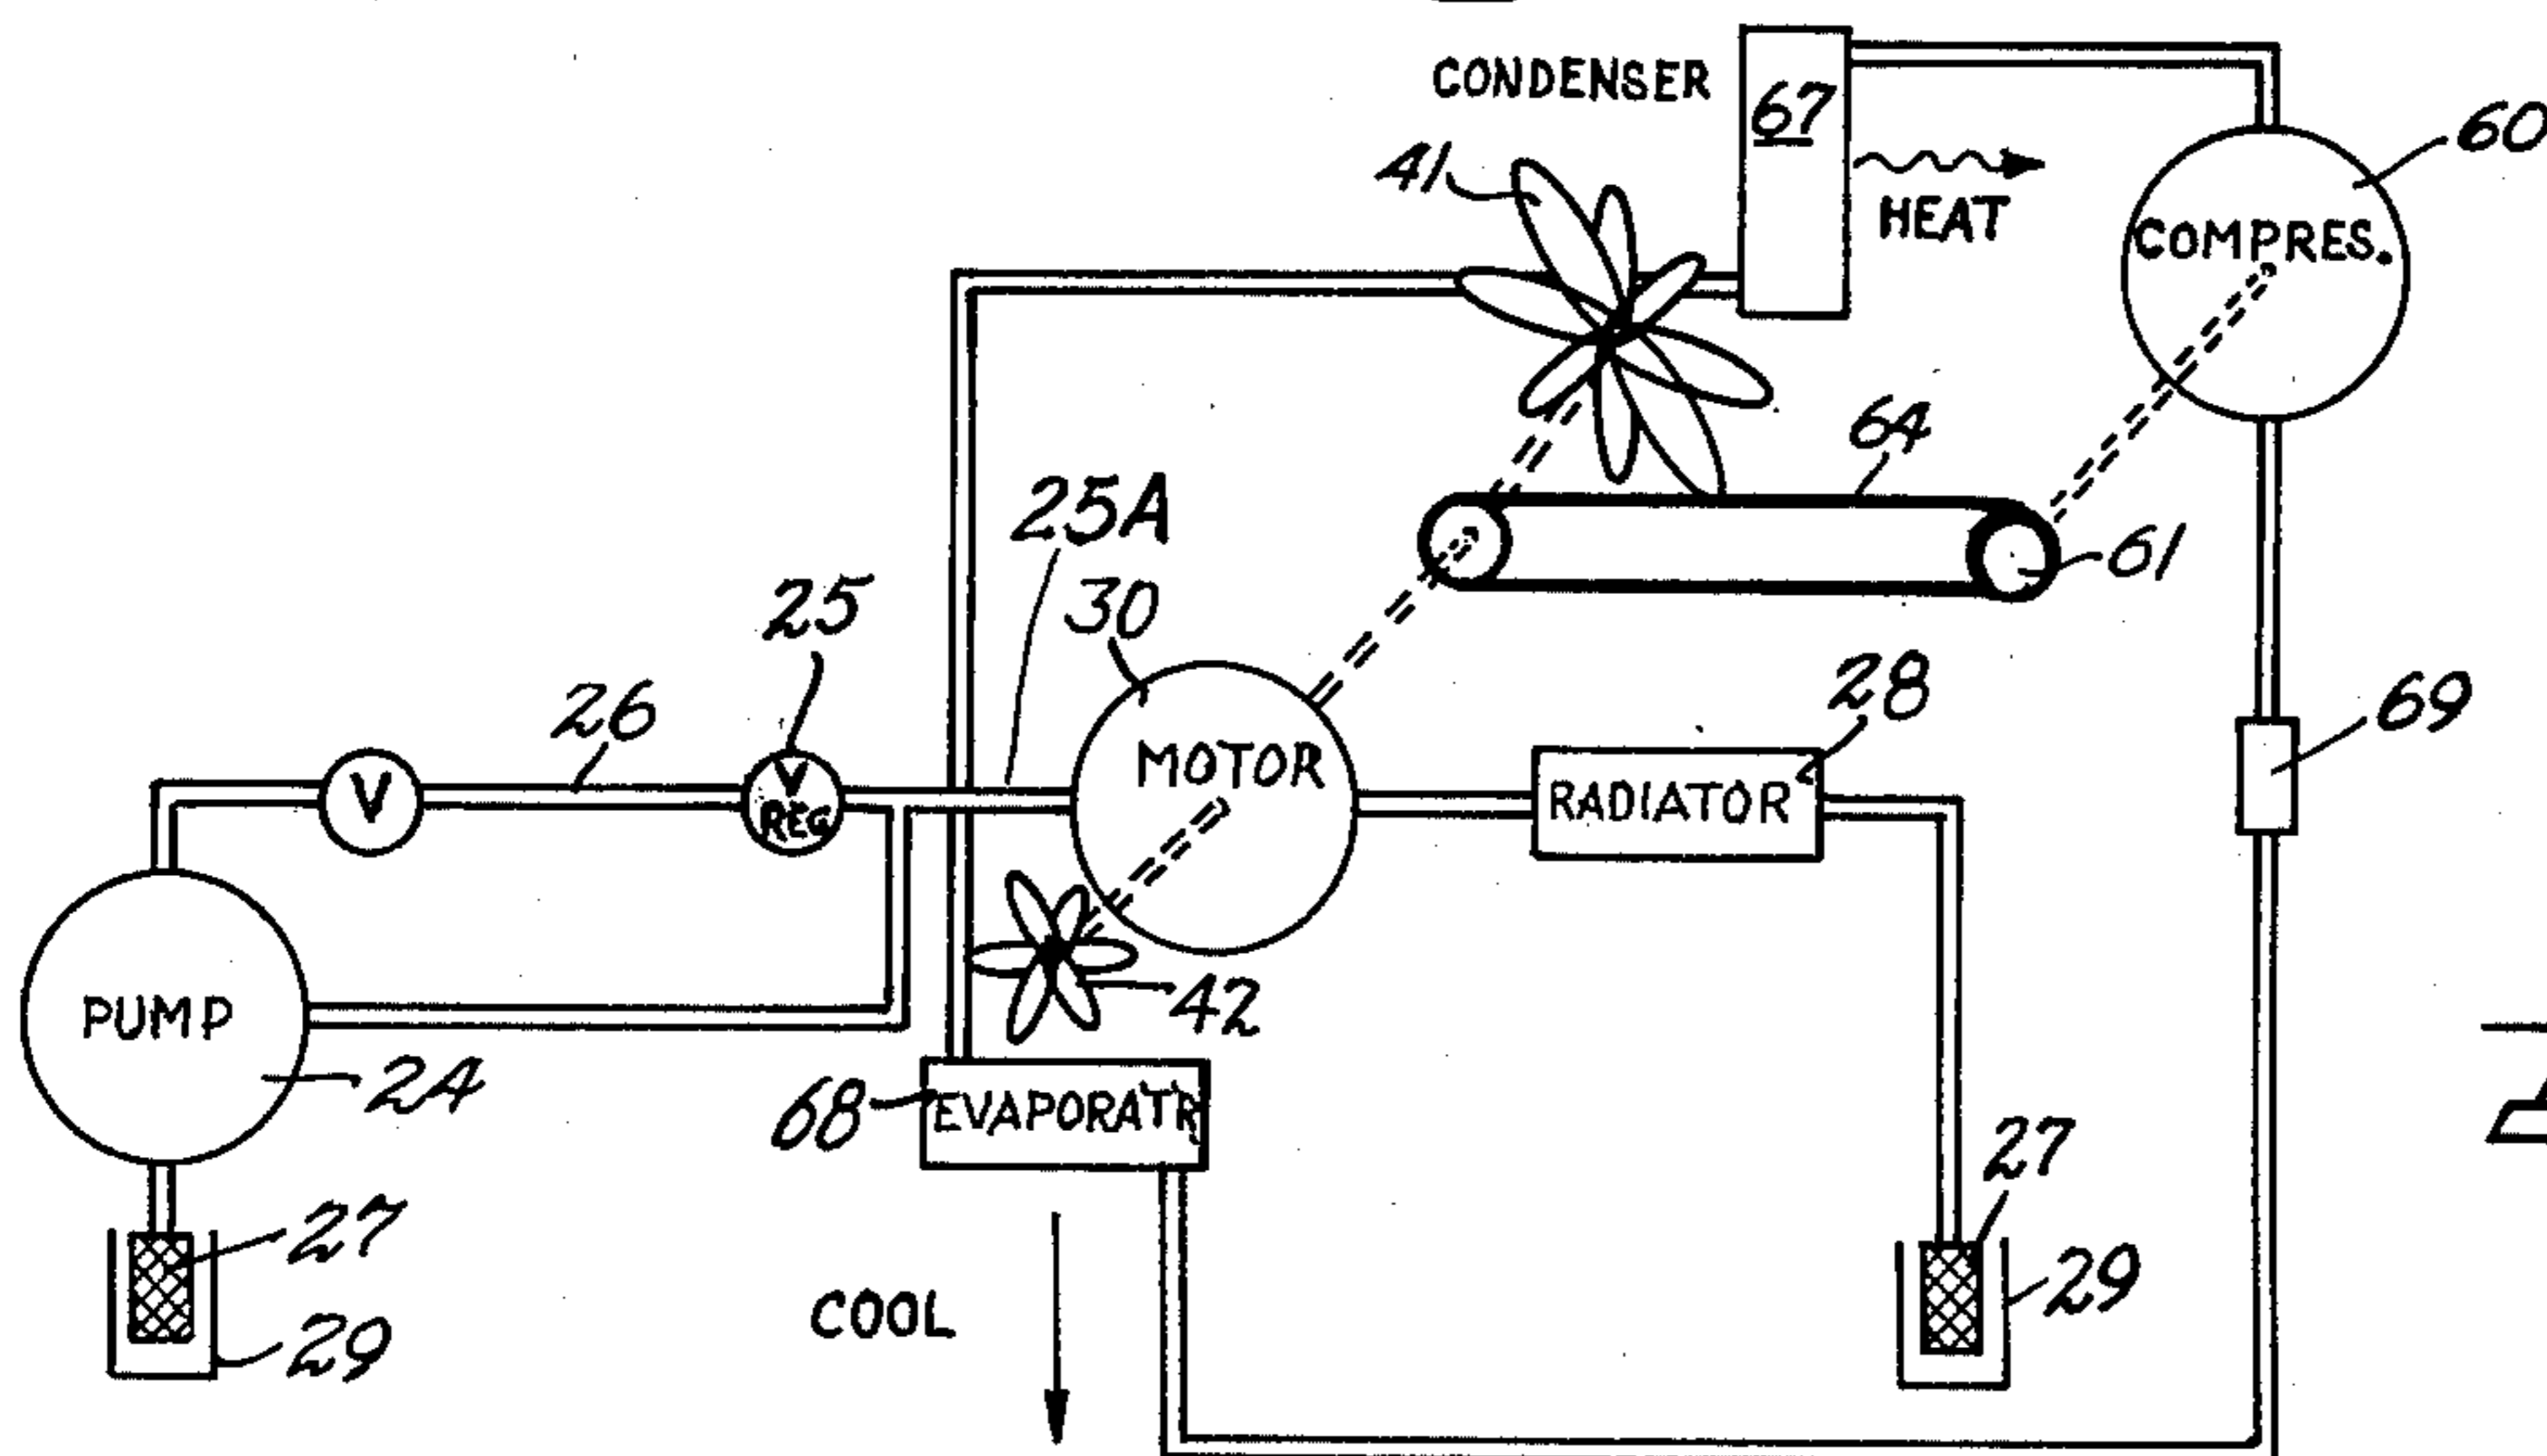 CONDENSER
67
60
41
HEAT
COMPRES.
64
25A
61
25
30
28
26
69
V
V
REG
MOTOR
RADIATOR
PUMP
42
24
68
EVAPORAT'R
27
27
29
COOL
29